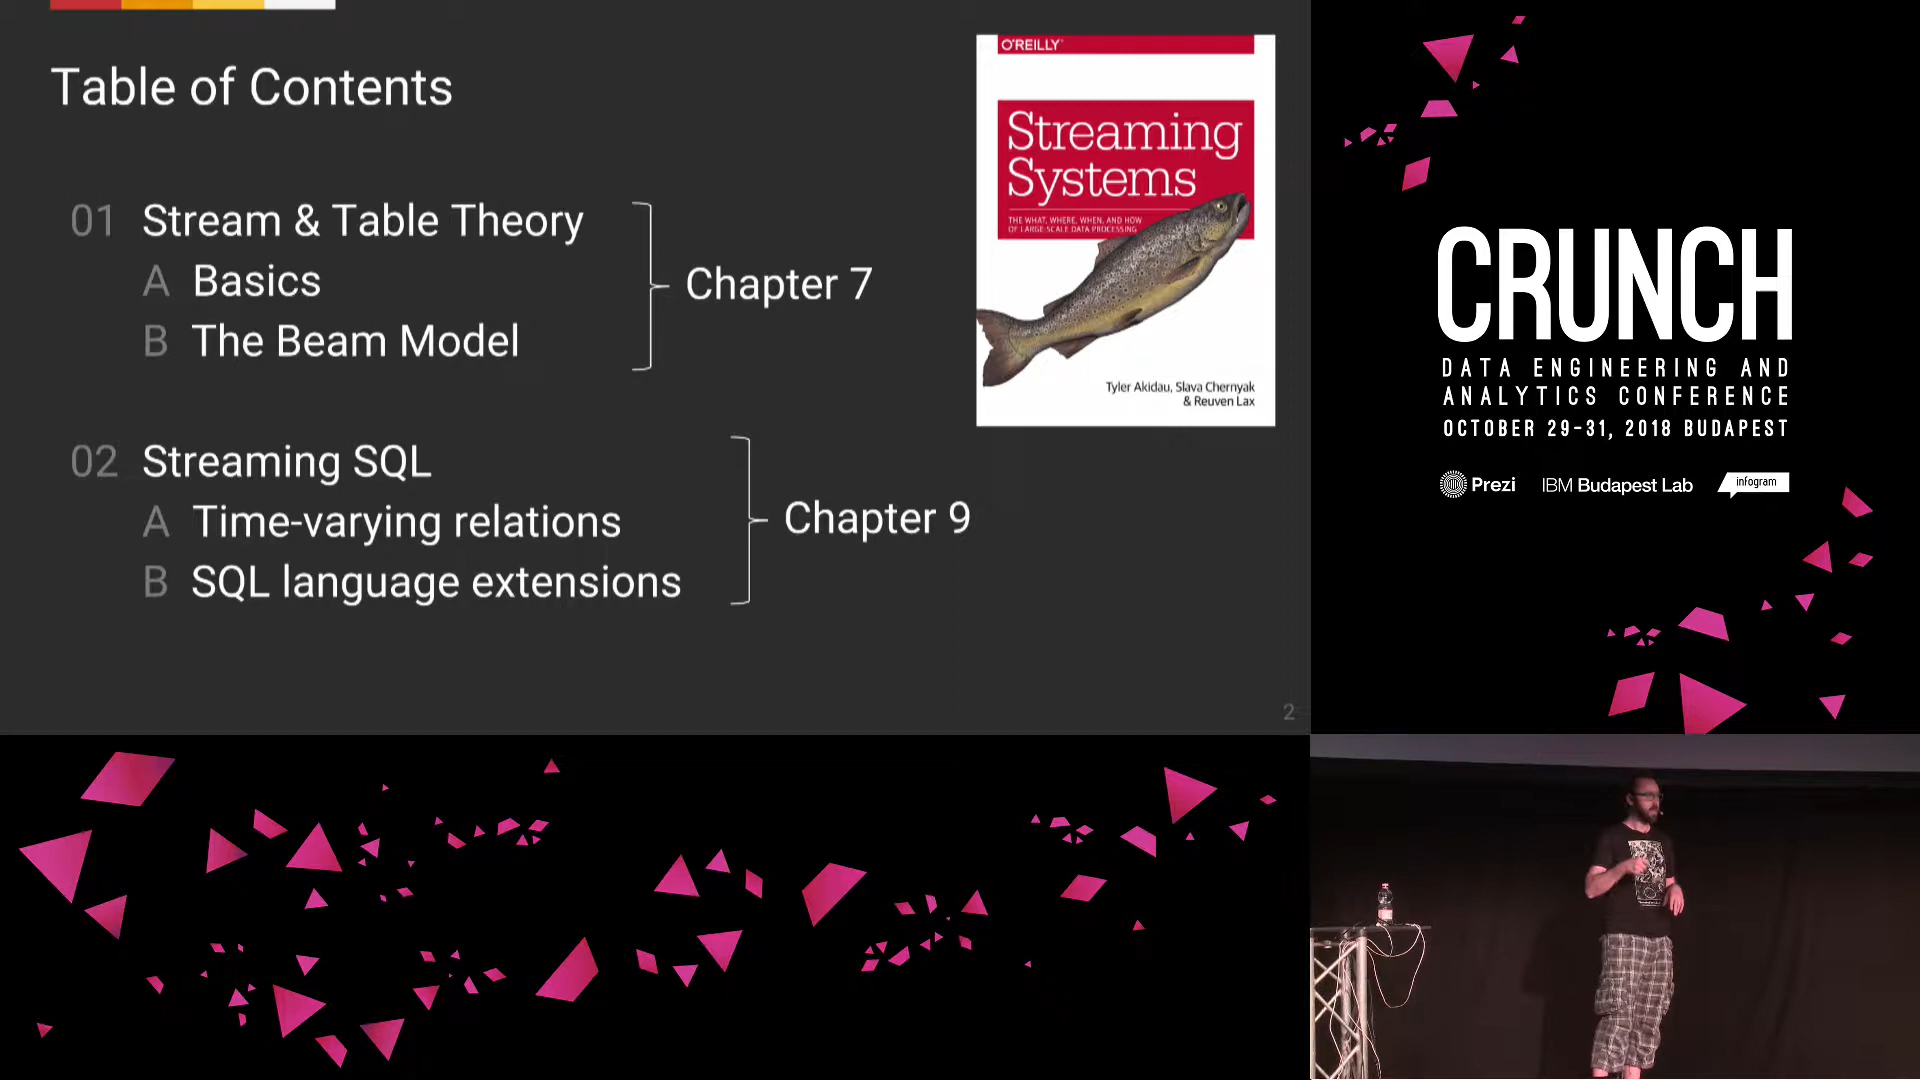 Table of Contents
01 Stream & Table Theory
A Basics
B The Beam Model
Chapter 7
02 Streaming SQL
A Time-varying relations
B SQL language extensions
Chapter 9
2
O'REILLY
Streaming
Systems
THE WHAT, WHERE, WHEN, AND HOW
OF LARGE-SCALE DATA PROCESSING
Tyler Akidau, Slava Chernyak
& Reuven Lax
CRUNCH
DATA ENGINEERING AND
ANALYTICS CONFERENCE
OCTOBER 29-31, 2018 BUDAPEST
Prezi IBM Budapest Lab infogram